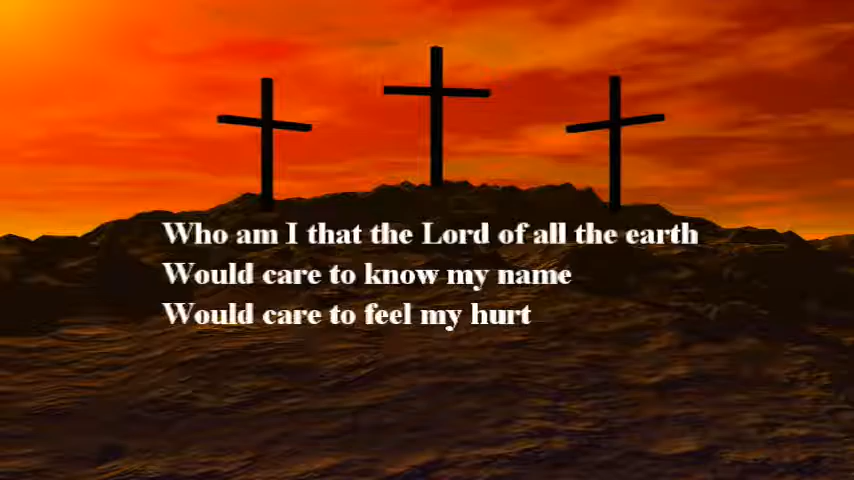 Who am I that the Lord of all the earth
Would care to know my name
Would care to feel my hurt